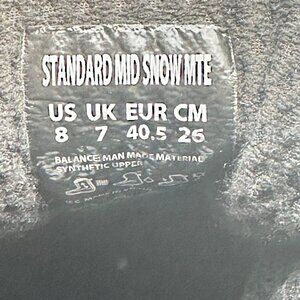 STANDARD MID SNOW MTE
US UK EUR CM
8 7 40.5 26
BALANCE: MAN MADE MATERIAL
SYNTHETIC UPPER